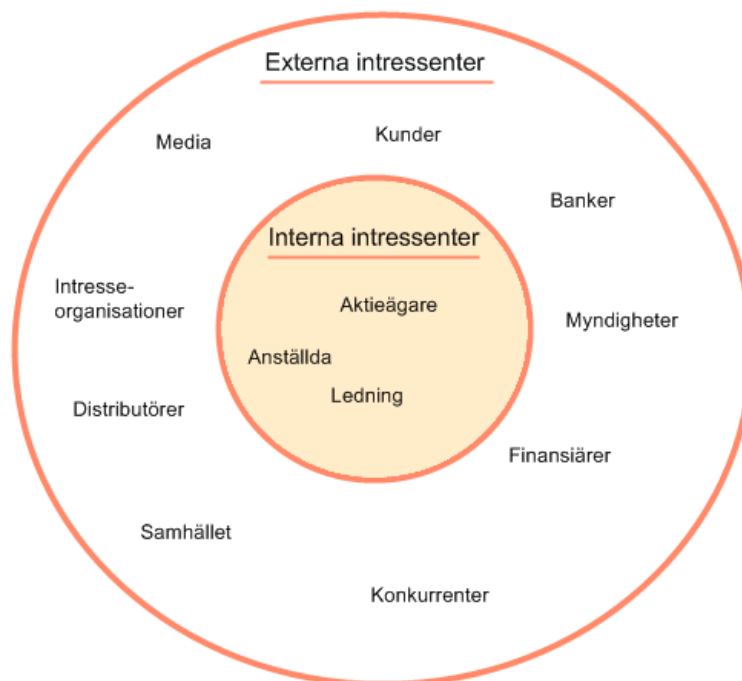 Externa intressenter
Media
Kunder
Banker
Interna intressenter
Intresse-
organisationer
Aktieägare
Myndigheter
Anställda
Ledning
Distributörer
Finansiärer
Samhället
Konkurrenter